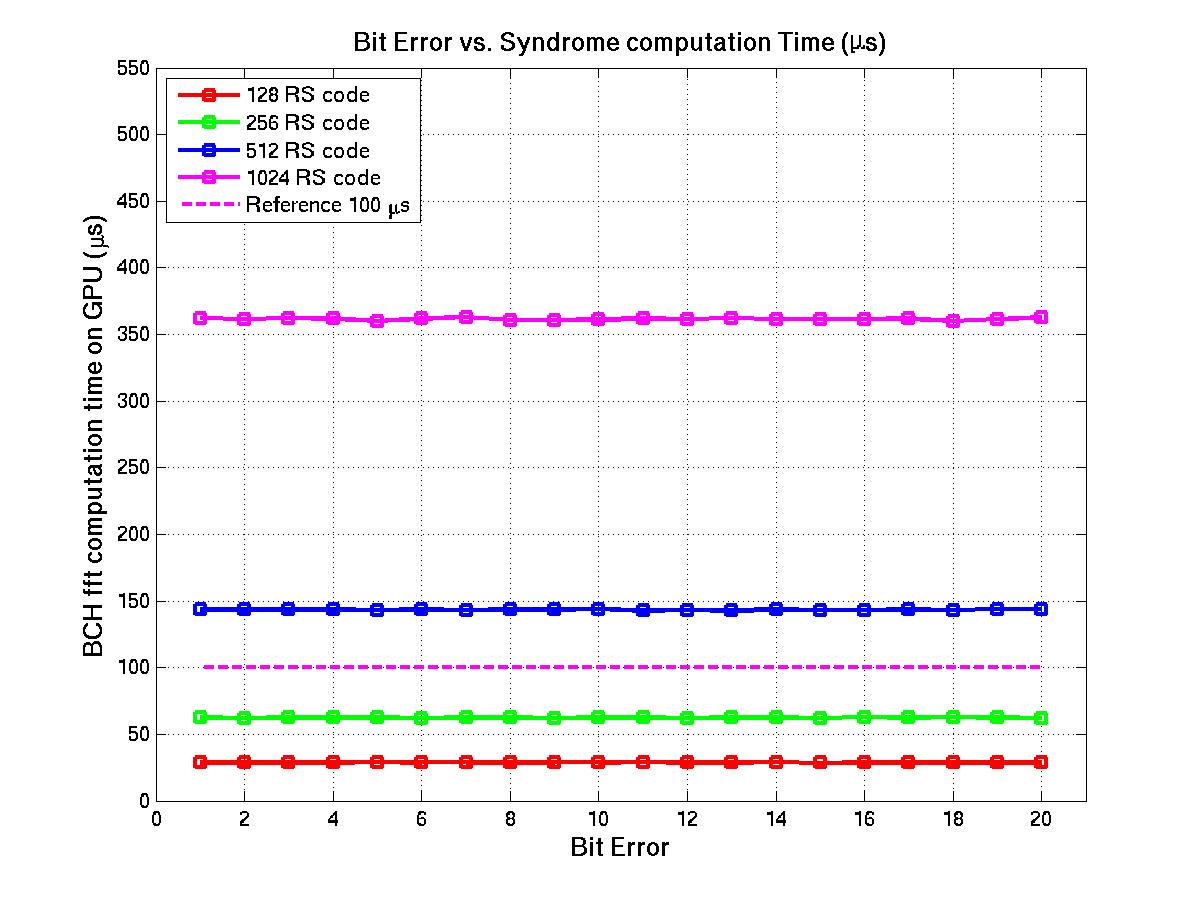 Bit Error vs. Syndrome computation Time (μs)
128 RS code
256 RS code
512 RS code
1024 RS code
Reference 100 μs
BCH fft computation time on GPU (μs)
550
500
450
400
350
300
250
200
150
100
50
0
0 2 4 6 8 10 12 14 16 18 20
Bit Error